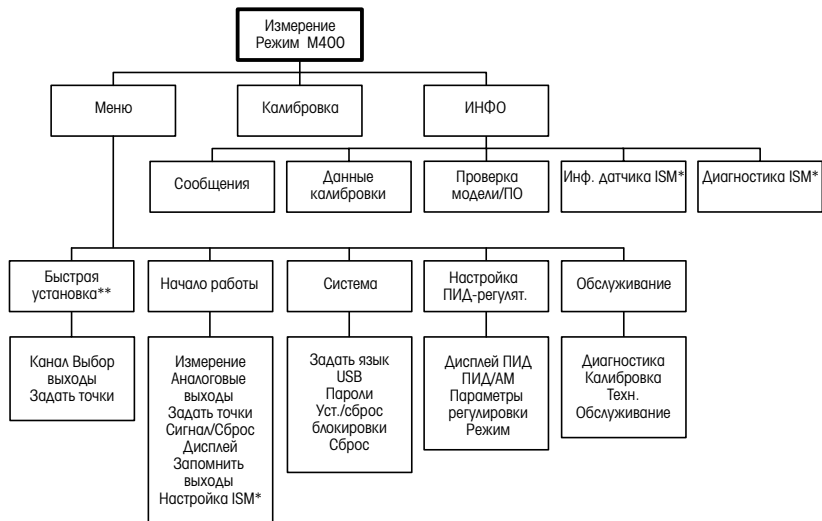 Измерение
Режим M400
Меню
Калибровка
ИНФО
Сообщения
Данные
калибровки
Проверка
модели/ПО
Инф. датчика ISM*
Диагностика ISM*
Быстрая
установка**
Начало работы
Система
Настройка
ПИД-регулят.
Обслуживание
Канал Выбор
выходы
Задать точки
Измерение
Аналоговые
выходы
Задать точки
Сигнал/Сброс
Дисплей
Запомнить
выходы
Настройка ISM*
Задать язык
USB
Пароли
Уст./сброс
блокировки
Сброс
Дисплей ПИД
ПИД/АМ
Параметры
регулировки
Режим
Диагностика
Калибровка
Техн.
Обслуживание